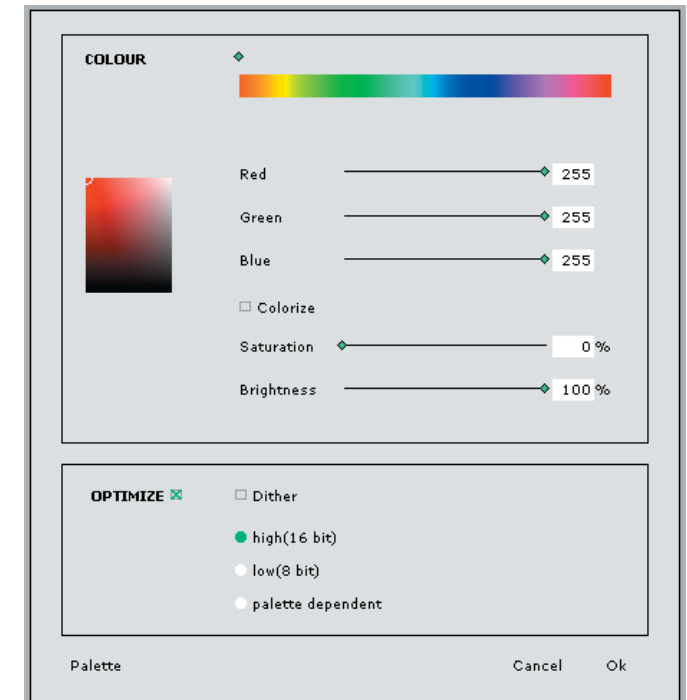 COLOUR
Red 255
Green 255
Blue 255
Colorize
Saturation 0 %
Brightness 100 %
OPTIMIZE Dither
high(16 bit)
low(8 bit)
palette dependent
Palette Cancel Ok